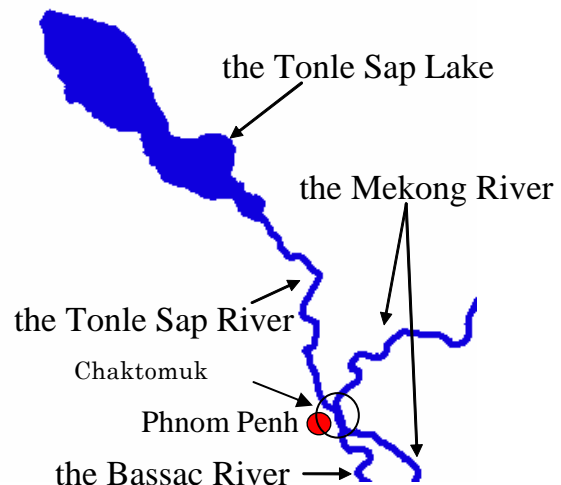 the Tonle Sap Lake
the Mekong River
the Tonle Sap River
Chaktomuk
Phnom Penh
the Bassac River